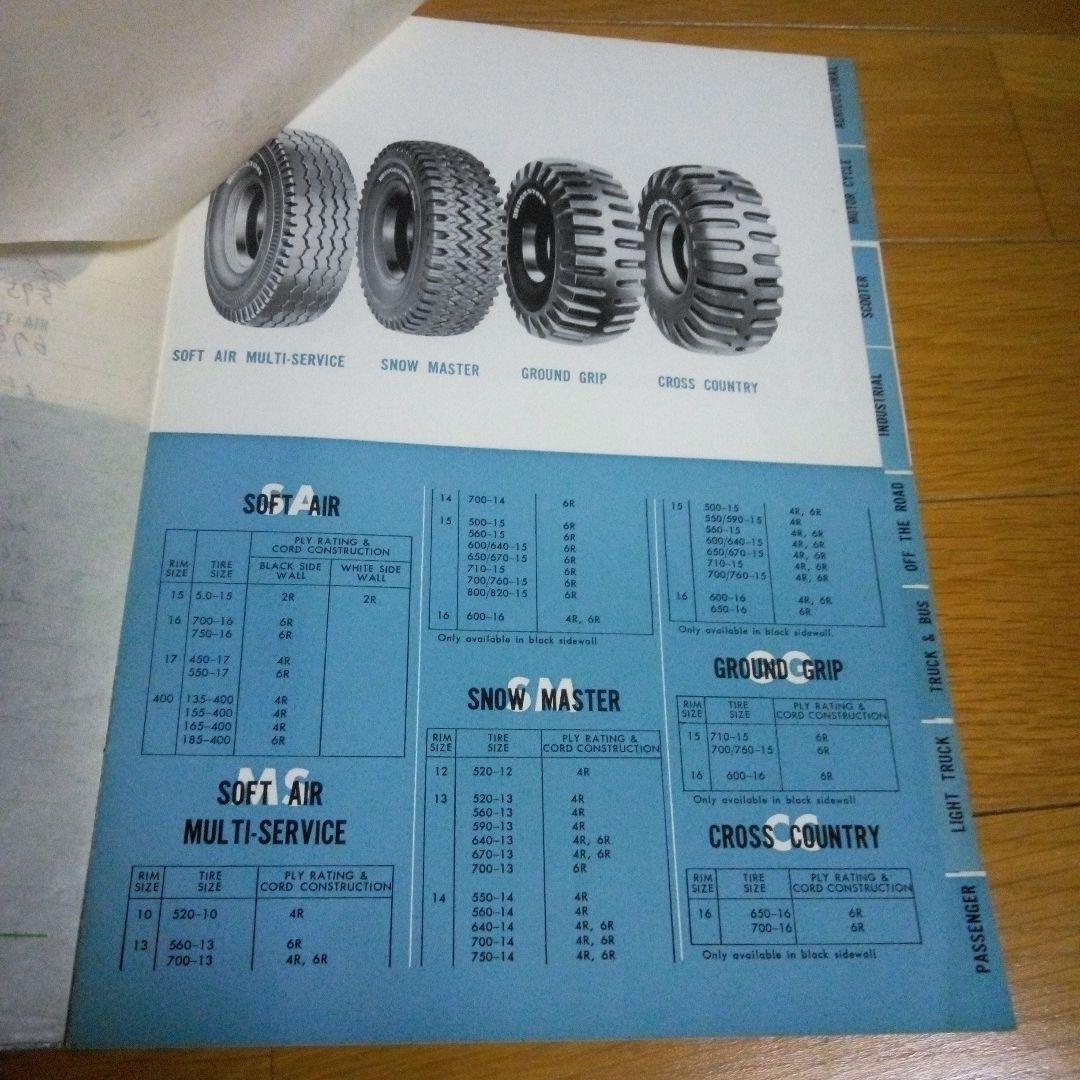 SOFT AIR MULTI-SERVICE
SNOW MASTER
GROUND GRIP
CROSS COUNTRY
SA
SOFT AIR
RIM SIZE TIRE SIZE PLY RATING & CORD CONSTRUCTION
BLACK SIDE WALL WHITE SIDE WALL
15 5.0-15 2R 2R
16 700-16 6R
750-16 6R
17 450-17 4R
550-17 6R
400 135-400 4R
155-400 4R
165-400 4R
185-400 6R
MS
SOFT AIR
MULTI-SERVICE
RIM SIZE TIRE SIZE PLY RATING & CORD CONSTRUCTION
10 520-10 4R
13 560-13 6R
700-13 4R, 6R
14 700-14 6R
15 500-15 6R
560-15 6R
600/640-15 6R
650/670-15 6R
710-15 6R
700/760-15 6R
800/820-15 6R
16 600-16 4R, 6R
Only available in black sidewall
SM
SNOW MASTER
RIM SIZE TIRE SIZE PLY RATING & CORD CONSTRUCTION
12 520-12 4R
13 520-13 4R
560-13 4R
590-13 4R
640-13 4R, 6R
670-13 4R, 6R
700-13 6R
14 550-14 4R
560-14 4R
640-14 4R, 6R
700-14 4R, 6R
750-14 4R, 6R
15 500-15 4R, 6R
550/590-15 4R
560-15 4R, 6R
600/640-15 4R, 6R
650/670-15 4R, 6R
710-15 4R, 6R
700/760-15 4R, 6R
16 600-16 4R, 6R
650-16 6R
Only available in black sidewall
GG
GROUND GRIP
RIM SIZE TIRE SIZE PLY RATING & CORD CONSTRUCTION
15 710-15 6R
700/760-15 6R
16 600-16 6R
Only available in black sidewall
CC
CROSS COUNTRY
RIM SIZE TIRE SIZE PLY RATING & CORD CONSTRUCTION
16 650-16 6R
700-16 6R
Only available in black sidewall
AGRICULTURAL
MOTOR CYCLE
SCOOTER
INDUSTRIAL
OFF THE ROAD
TRUCK & BUS
LIGHT TRUCK
PASSENGER